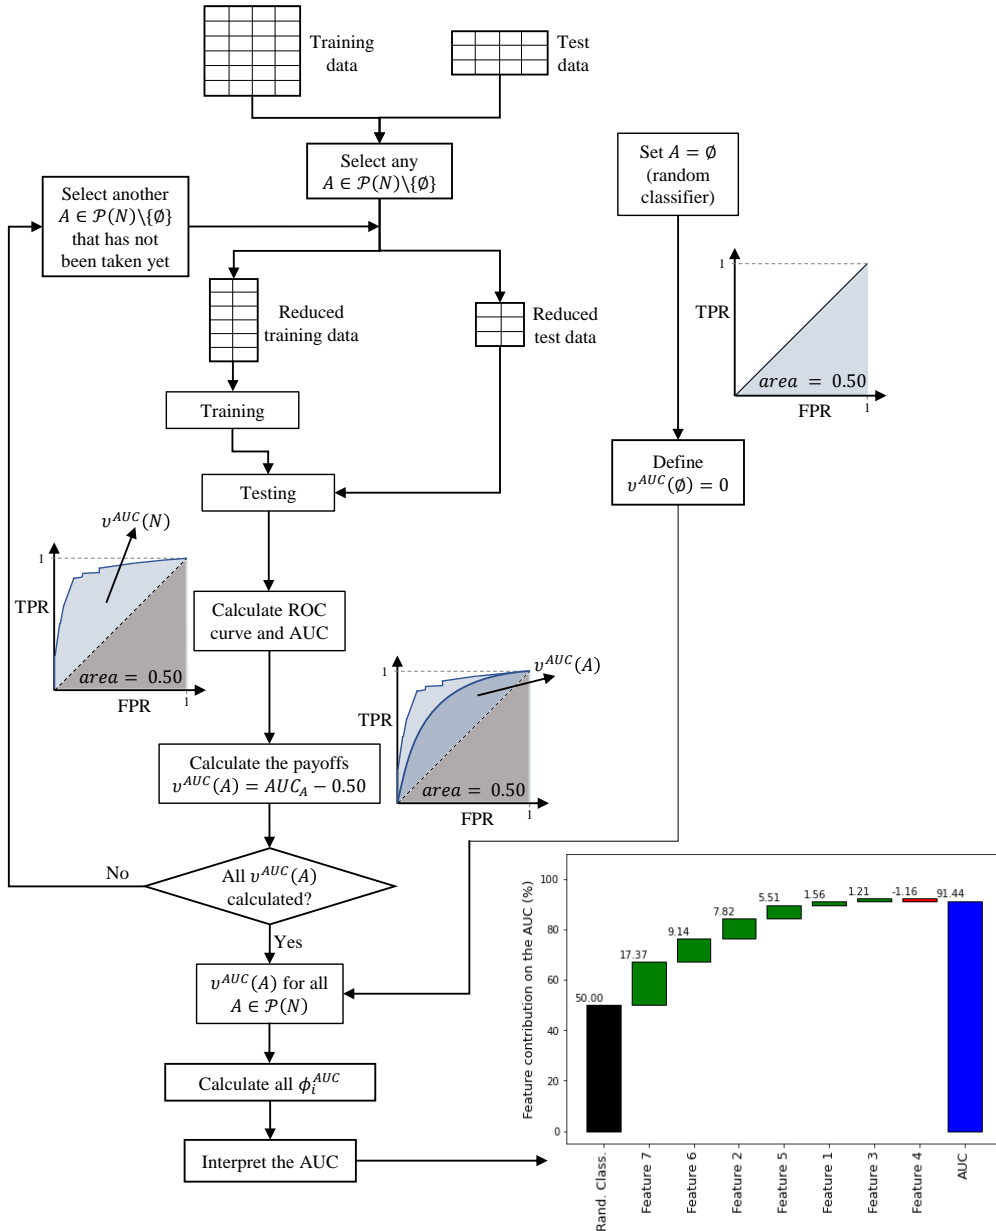 Training
data
Test
data
Select any
A ∈ 𝒫(N)\{∅}
Set A = ∅
(random
classifier)
Select another
A ∈ 𝒫(N)\{∅}
that has not
been taken yet
Reduced
training data
Reduced
test data
1
TPR
area = 0.50
FPR
1
Training
Testing
Define
υ^{AUC}(∅) = 0
υ^{AUC}(N)
1
TPR
area = 0.50
FPR
1
Calculate ROC
curve and AUC
υ^{AUC}(A)
1
TPR
area = 0.50
FPR
1
Calculate the payoffs
υ^{AUC}(A) = AUC_A − 0.50
All υ^{AUC}(A)
calculated?
No
Yes
υ^{AUC}(A) for all
A ∈ 𝒫(N)
Calculate all ϕ_i^{AUC}
Interpret the AUC
Feature contribution on the AUC (%)
100
80
60
40
20
0
50.00
17.37
9.14
7.82
5.51
1.56
1.21
-1.16
91.44
Rand. Class.
Feature 7
Feature 6
Feature 2
Feature 5
Feature 1
Feature 3
Feature 4
AUC